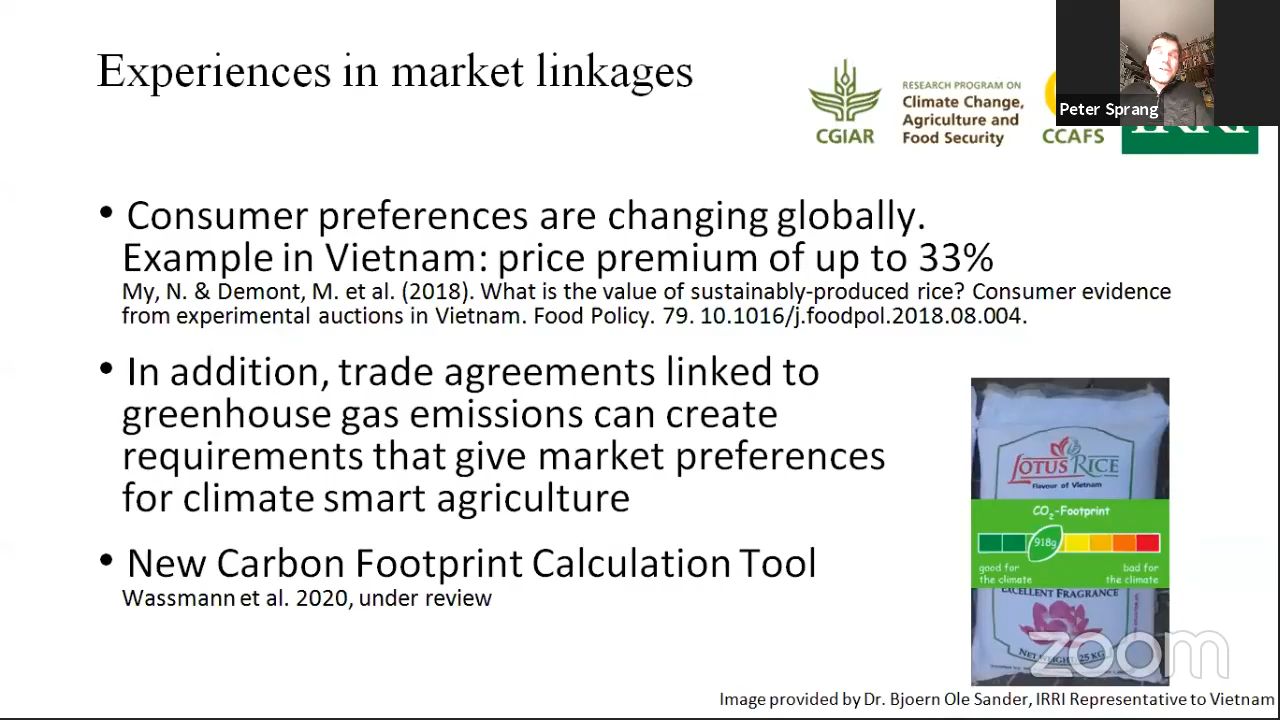 Experiences in market linkages
CGIAR
RESEARCH PROGRAM ON
Climate Change,
Agriculture and
Food Security
CCAFS
Peter Sprang
• Consumer preferences are changing globally.
Example in Vietnam: price premium of up to 33%
My, N. & Demont, M. et al. (2018). What is the value of sustainably-produced rice? Consumer evidence
from experimental auctions in Vietnam. Food Policy. 79. 10.1016/j.foodpol.2018.08.004.
• In addition, trade agreements linked to
greenhouse gas emissions can create
requirements that give market preferences
for climate smart agriculture
• New Carbon Footprint Calculation Tool
Wassmann et al. 2020, under review
LOTUS RICE
Flavour of Vietnam
CO2-Footprint
918g
good for
the climate
bad for
the climate
EXCELLENT FRAGRANCE
NET WEIGHT 25 KG
zoom
Image provided by Dr. Bjoern Ole Sander, IRRI Representative to Vietnam